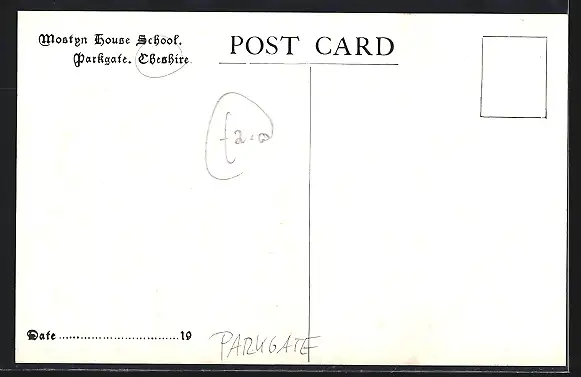 Mostyn House School.
Parkgate. Cheshire
POST CARD
£2.00
Date ................................ 19
PARKGATE